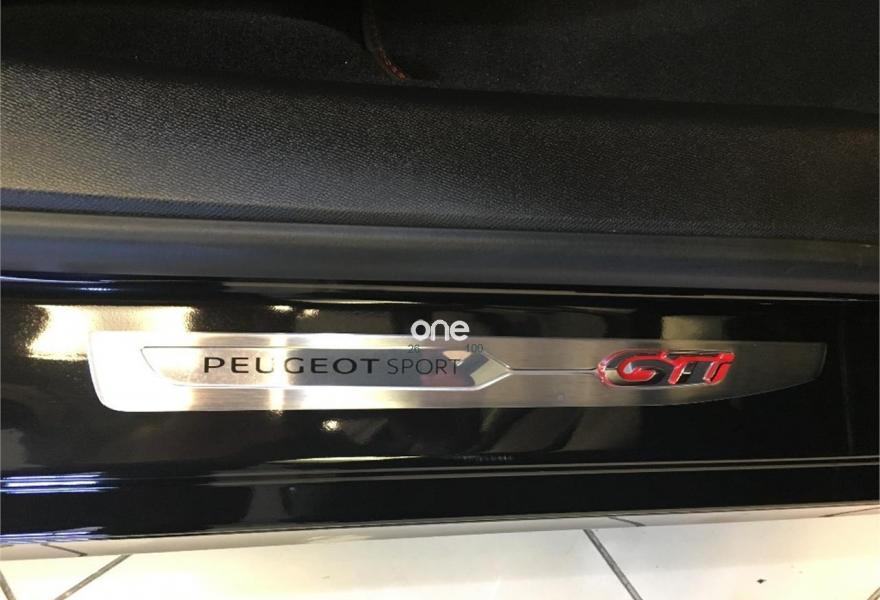 one
26 100
PEUGEOT SPORT GTi